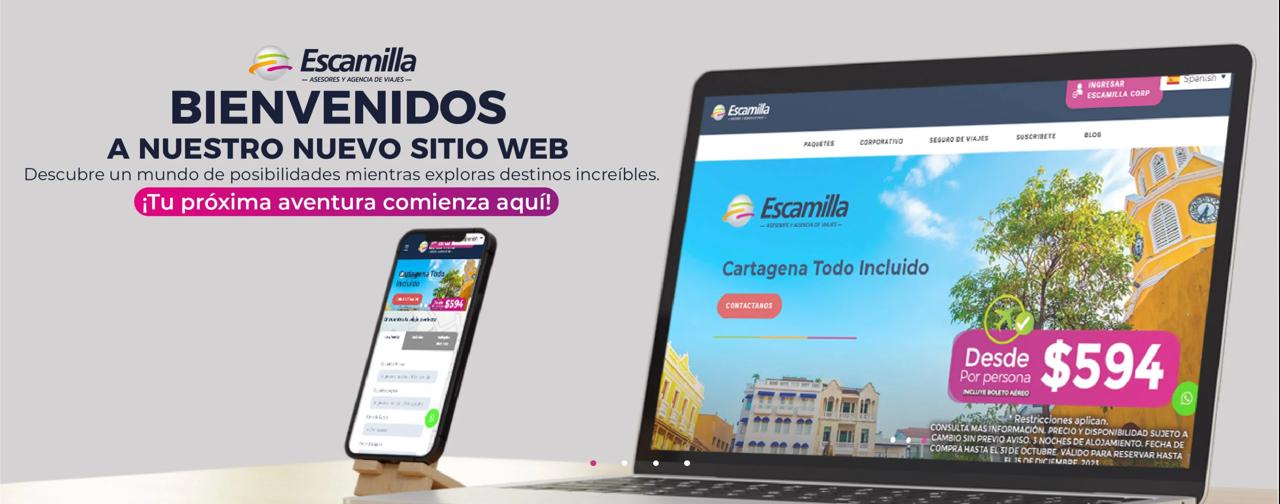 Escamilla
ASESORES Y AGENCIA DE VIAJES
BIENVENIDOS
A NUESTRO NUEVO SITIO WEB
Descubre un mundo de posibilidades mientras exploras destinos increíbles.
¡Tu próxima aventura comienza aquí!
Cartagena Todo
Incluido
Desde
$594
Escamilla
INGRESAR
ESCAMILLA CORP
Spanish
PAQUETES CORPORATIVO SEGURO DE VIAJES SUSCRIBETE BLOG
Escamilla
ASESORES Y AGENCIA DE VIAJES
Cartagena Todo Incluido
CONTACTANOS
Desde
Por persona
INCLUYE BOLETO AÉREO
$594
* Restricciones aplican.
CONSULTA MAS INFORMACIÓN. PRECIO Y DISPONIBILIDAD SUJETO A
CAMBIO SIN PREVIO AVISO. 3 NOCHES DE ALOJAMIENTO. FECHA DE
COMPRA HASTA EL 31 DE OCTUBRE. VÁLIDO PARA RESERVAR HASTA
EL 15 DE DICIEMBRE 2023